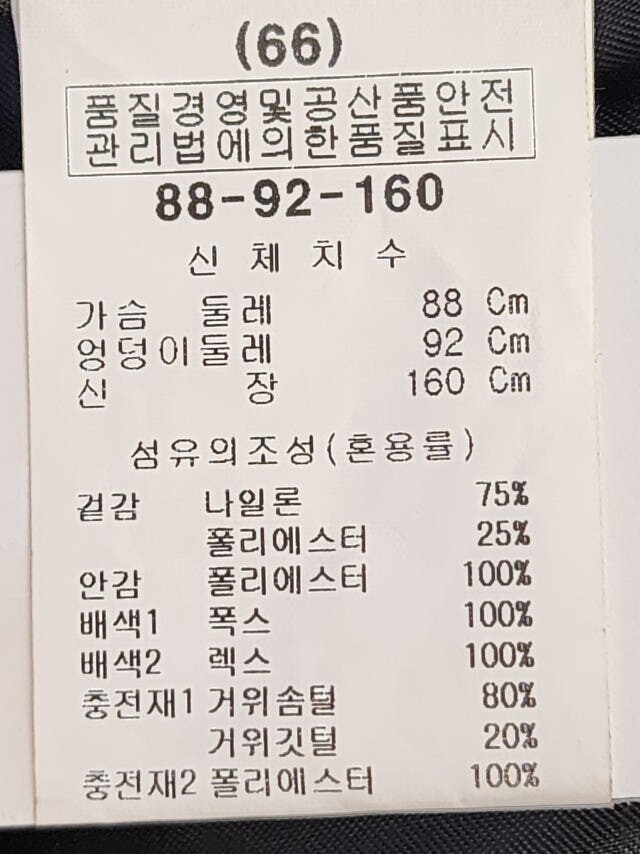 (66)
품질경영및공산품안전
관리법에의한품질표시
88-92-160
신체치수
가슴 둘레 88 Cm
엉덩이둘레 92 Cm
신 장 160 Cm
섬유의조성(혼용률)
겉감 나일론 75%
폴리에스터 25%
안감 폴리에스터 100%
배색1 폭스 100%
배색2 렉스 100%
충전재1 거위솜털 80%
거위깃털 20%
충전재2 폴리에스터 100%